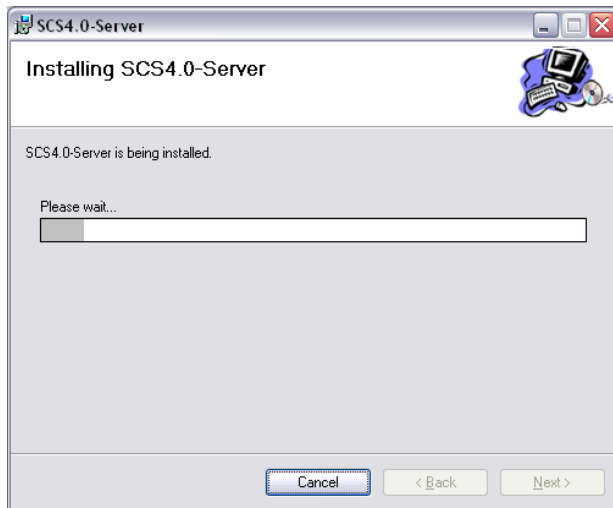 SCS4.0-Server
Installing SCS4.0-Server
SCS4.0-Server is being installed.
Please wait...
Cancel
< Back
Next >